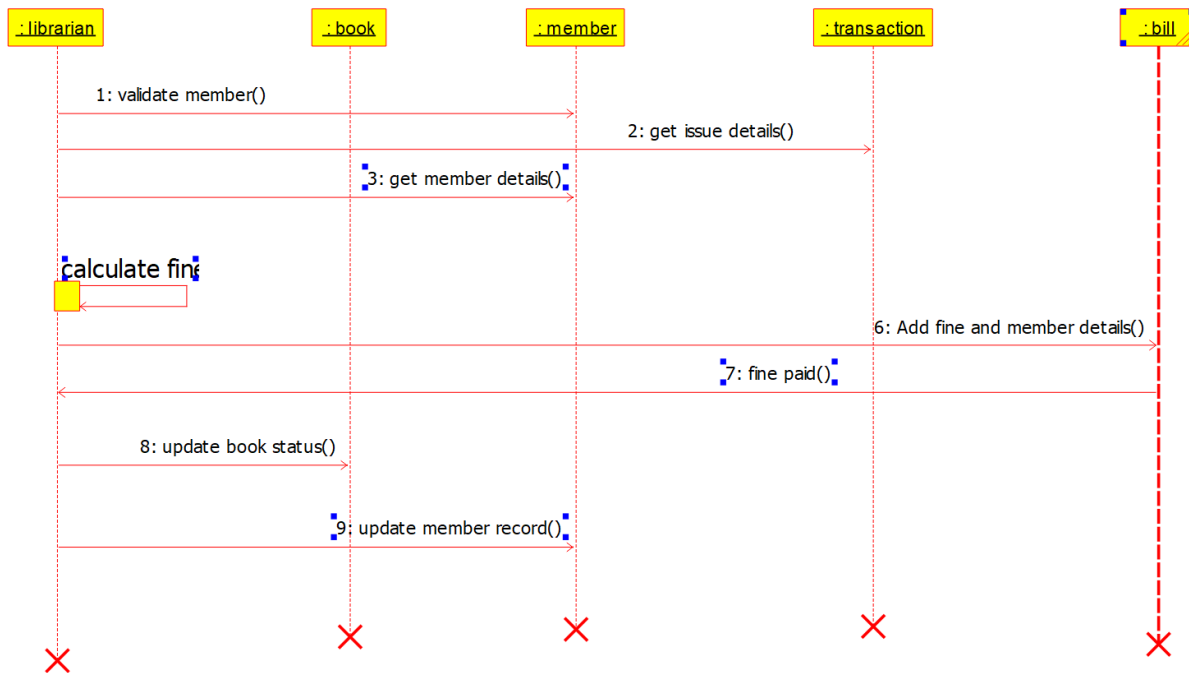 : librarian
: book
: member
: transaction
: bill
1: validate member()
2: get issue details()
3: get member details()
calculate fine
6: Add fine and member details()
7: fine paid()
8: update book status()
9: update member record()